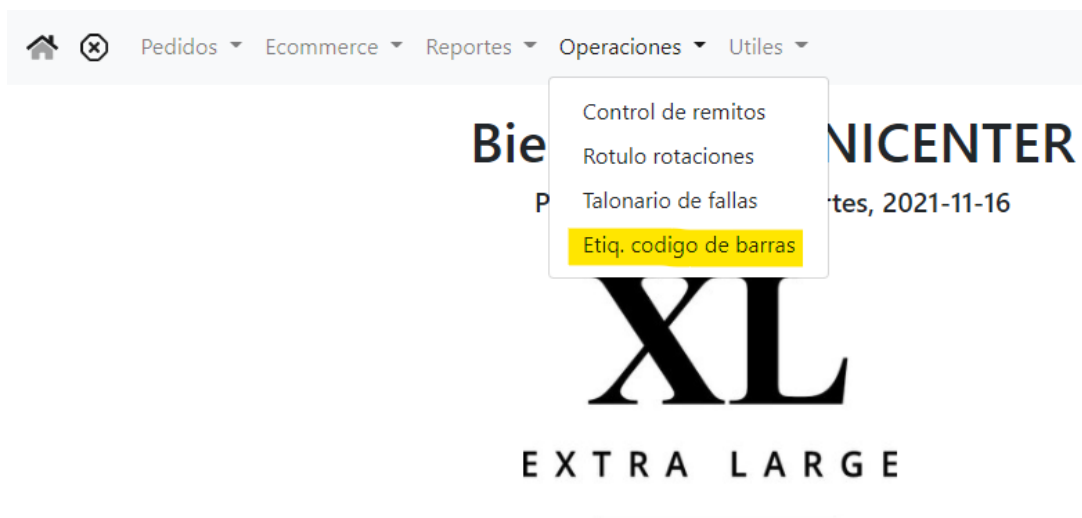 Pedidos Ecommerce Reportes Operaciones Utiles
Control de remitos
Bie NICENTER
Rotulo rotaciones
Talonario de fallas
P rtes, 2021-11-16
Etiq. codigo de barras
XL
EXTRA LARGE